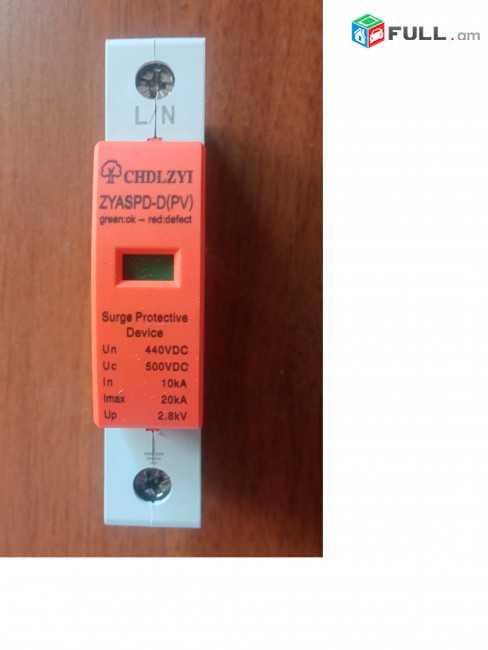 FULL.am
L/N
CHDLZYI
ZYASPD-D(PV)
green:ok – red:defect
Surge Protective
Device
Un 440VDC
Uc 500VDC
In 10kA
Imax 20kA
Up 2.8kV